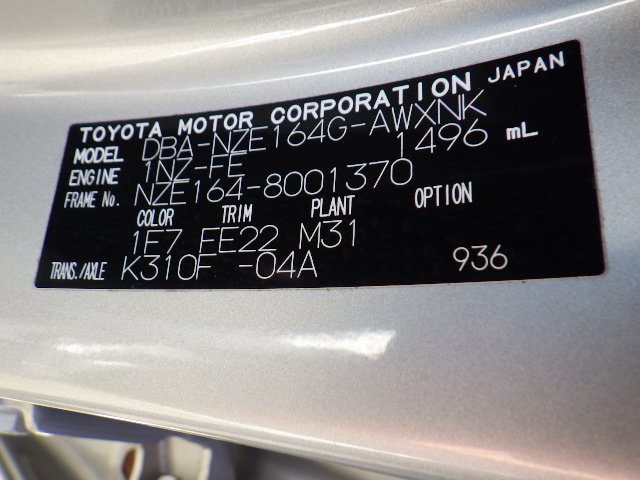 TOYOTA MOTOR CORPORATION JAPAN
MODEL DBA-NZE164G-AWXNK
ENGINE 1NZ-FE 1496 mL
FRAME No. NZE164-8001370
COLOR TRIM PLANT OPTION
1E7 FE22 M31
TRANS./AXLE K310F -04A 936